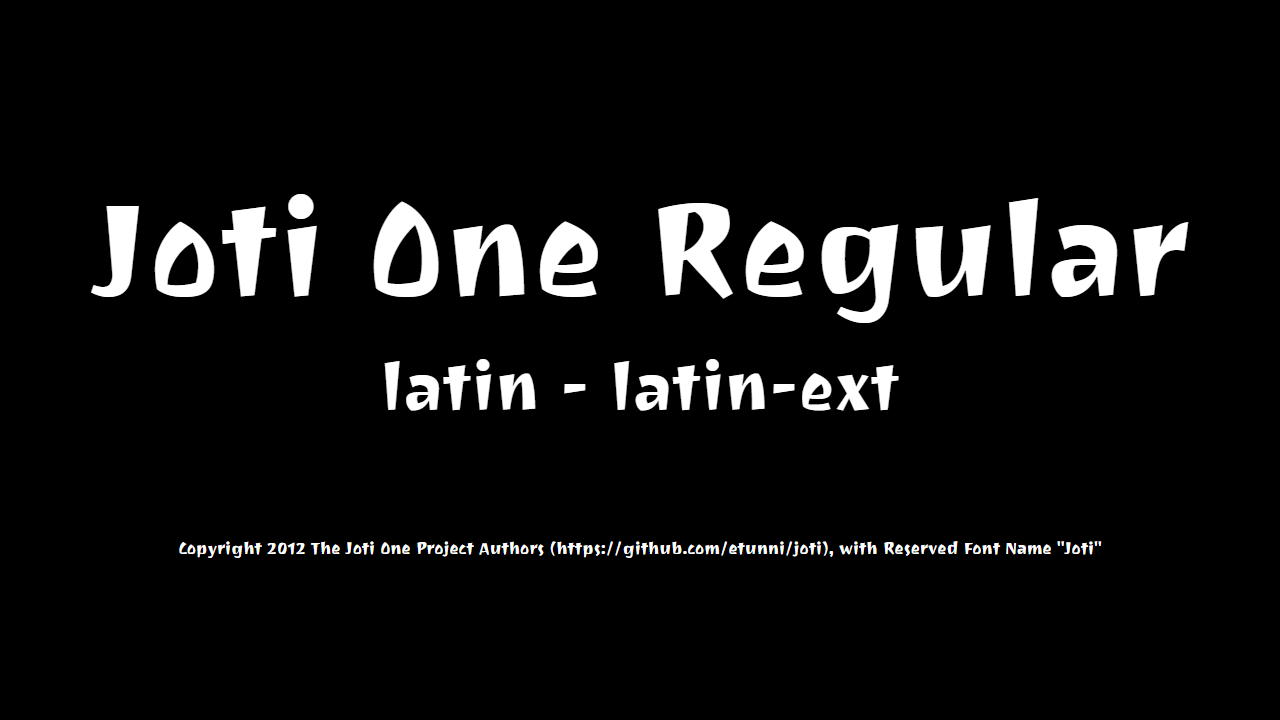 Joti One Regular
latin - latin-ext
Copyright 2012 The Joti One Project Authors (https://github.com/etunni/joti), with Reserved Font Name "Joti"